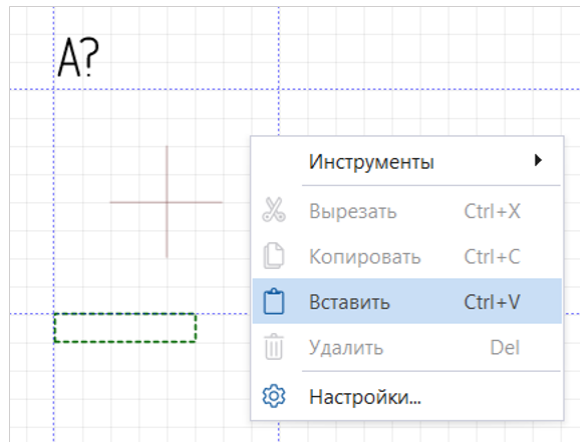 A?
Инструменты
Вырезать Ctrl+X
Копировать Ctrl+C
Вставить Ctrl+V
Удалить Del
Настройки...